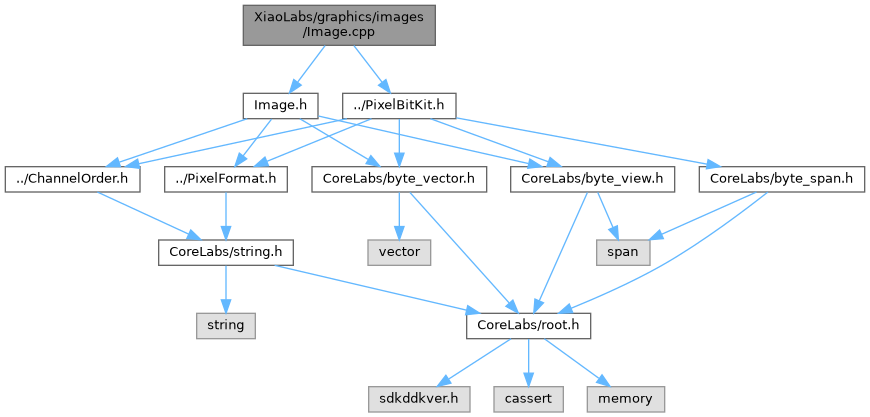 XiaoLabs/graphics/images
/Image.cpp
Image.h
../PixelBitKit.h
../ChannelOrder.h
../PixelFormat.h
CoreLabs/byte_vector.h
CoreLabs/byte_view.h
CoreLabs/byte_span.h
CoreLabs/string.h
vector
span
string
CoreLabs/root.h
sdkddkver.h
cassert
memory